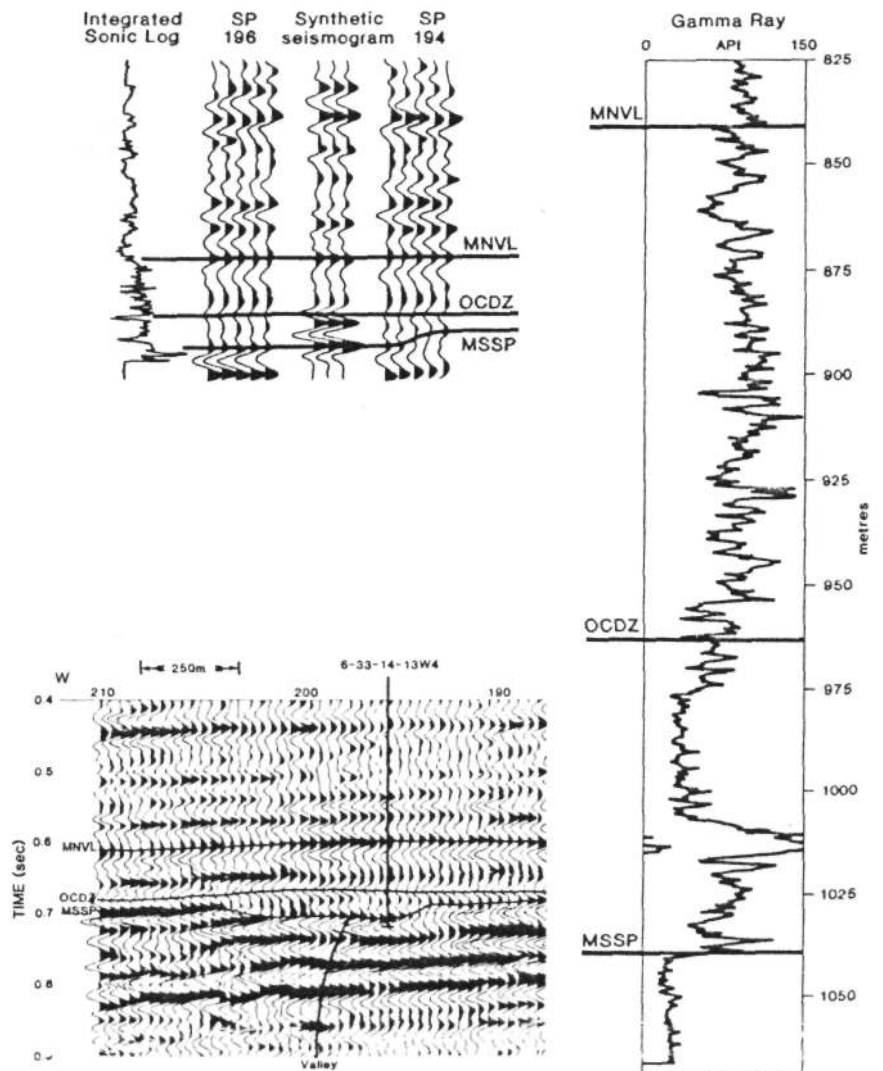 Integrated SP Synthetic SP
Sonic Log 196 seismogram 194
MNVL
OCDZ
MSSP
Gamma Ray
0 API 150
825
MNVL
850
875
900
925
metres
950
OCDZ
975
1000
1025
MSSP
1050
W 250m. 6-33-14-13W4
210 200 190
0.4
0.5
0.6
MNVL
TIME (sec)
OCDZ
0.7
MSSP
0.8
Valley